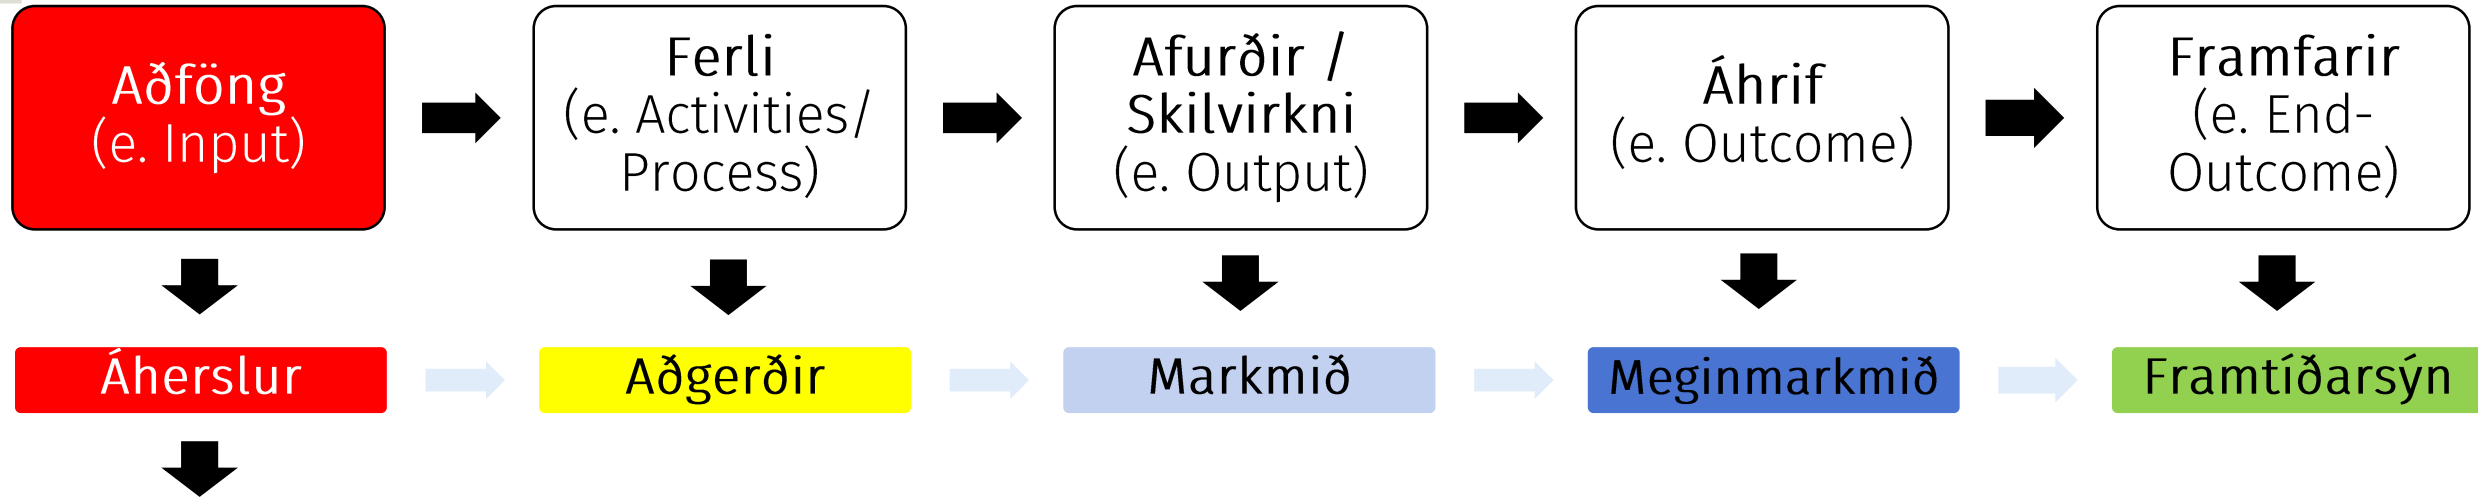 Aðföng
(e. Input)
Ferli
(e. Activities/
Process)
Afurðir /
Skilvirkni
(e. Output)
Áhrif
(e. Outcome)
Framfarir
(e. End-
Outcome)
Áherslur
Aðgerðir
Markmið
Meginmarkmið
Framtíðarsýn